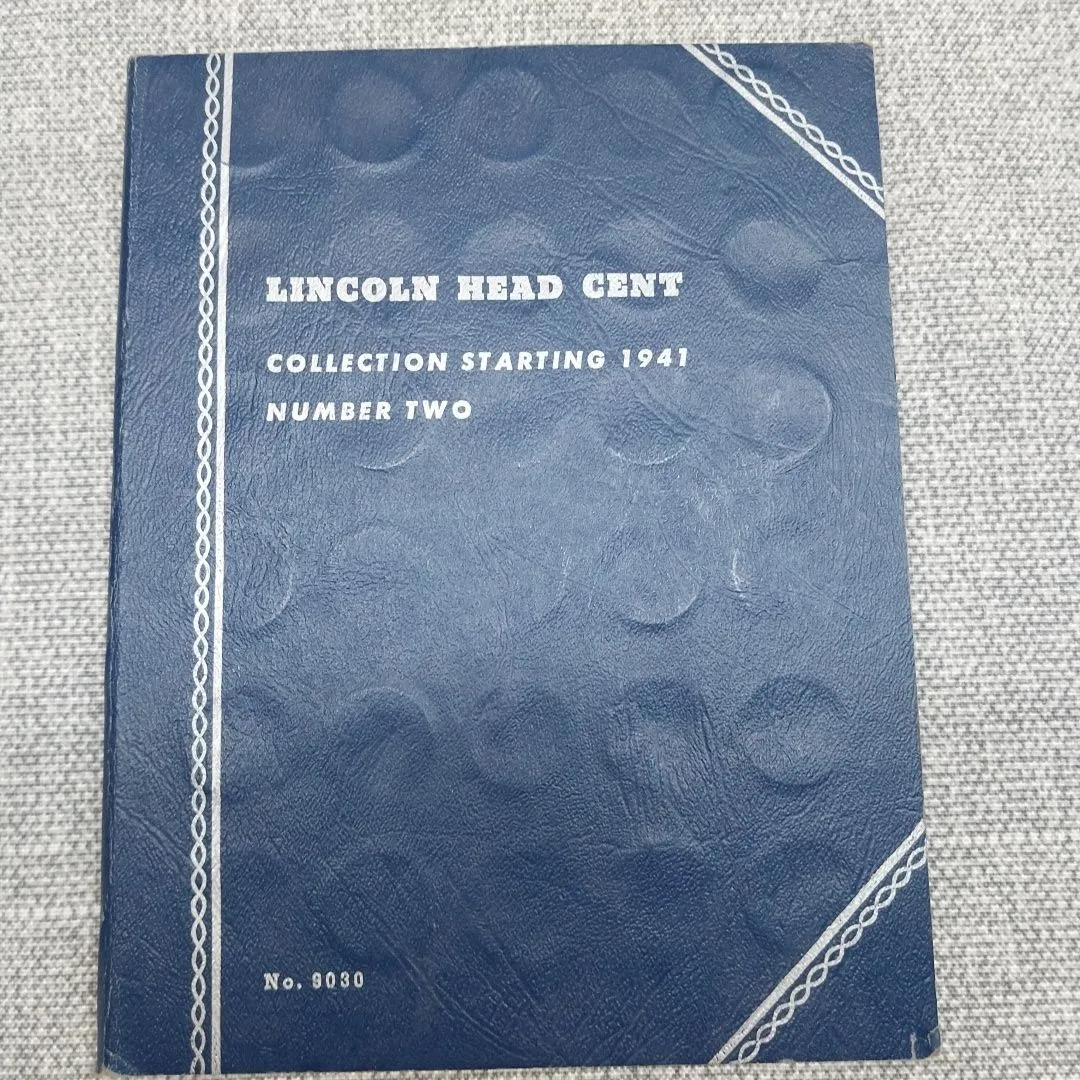 LINCOLN HEAD CENT
COLLECTION STARTING 1941
NUMBER TWO
No. 9030